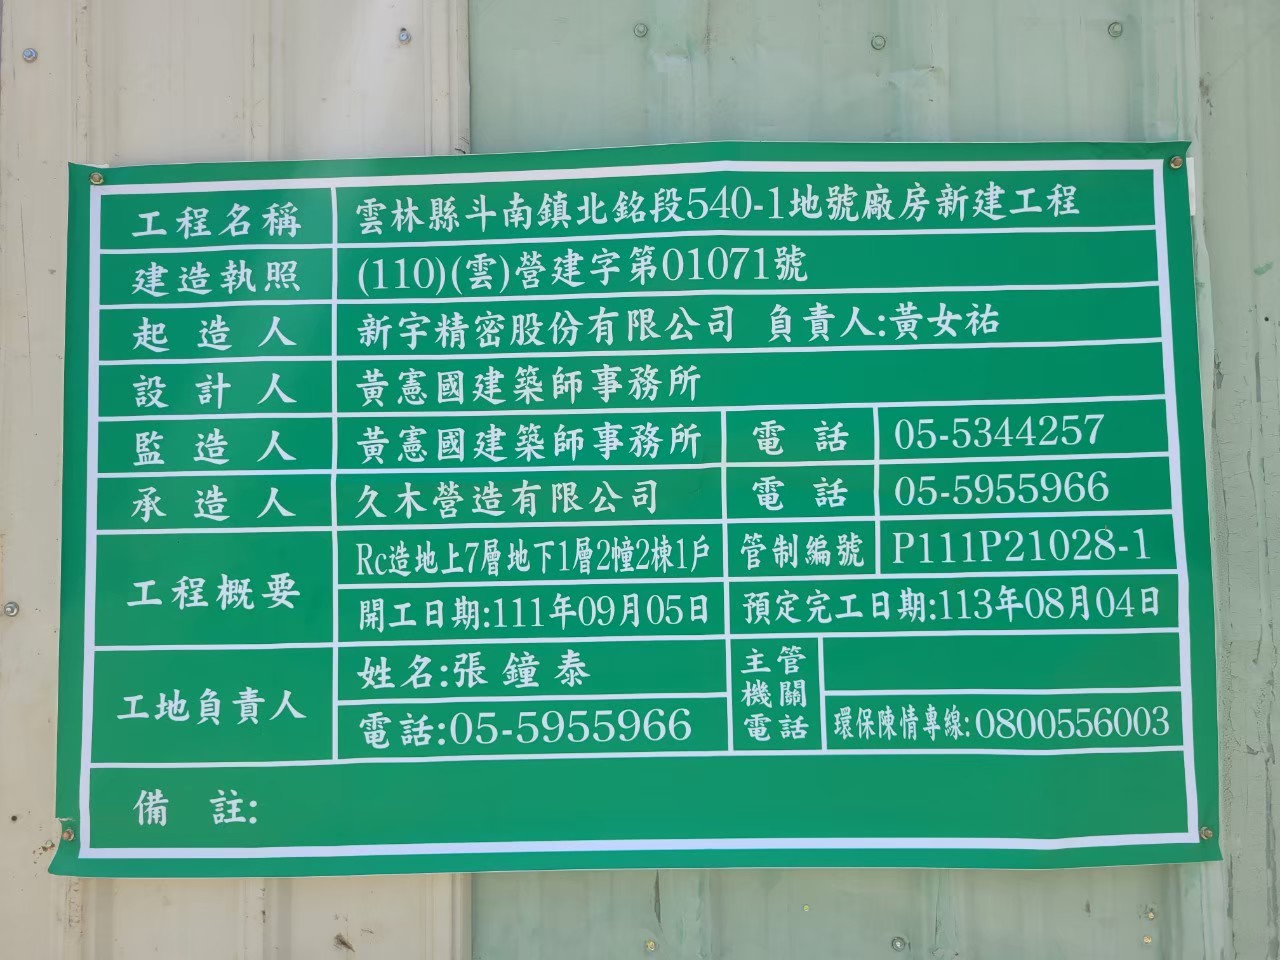 工程名稱 雲林縣斗南鎮北銘段540-1地號廠房新建工程
建造執照 (110)(雲)營建字第01071號
起造人 新宇精密股份有限公司 負責人:黃女祐
設計人 黃憲國建築師事務所
監造人 黃憲國建築師事務所 電話 05-5344257
承造人 久木營造有限公司 電話 05-5955966
工程概要 Rc造地上7層地下1層2幢2棟1戶 管制編號 P111P21028-1
開工日期:111年09月05日 預定完工日期:113年08月04日
工地負責人 姓名:張鐘泰 主管機關電話
電話:05-5955966 環保陳情專線:0800556003
備註: